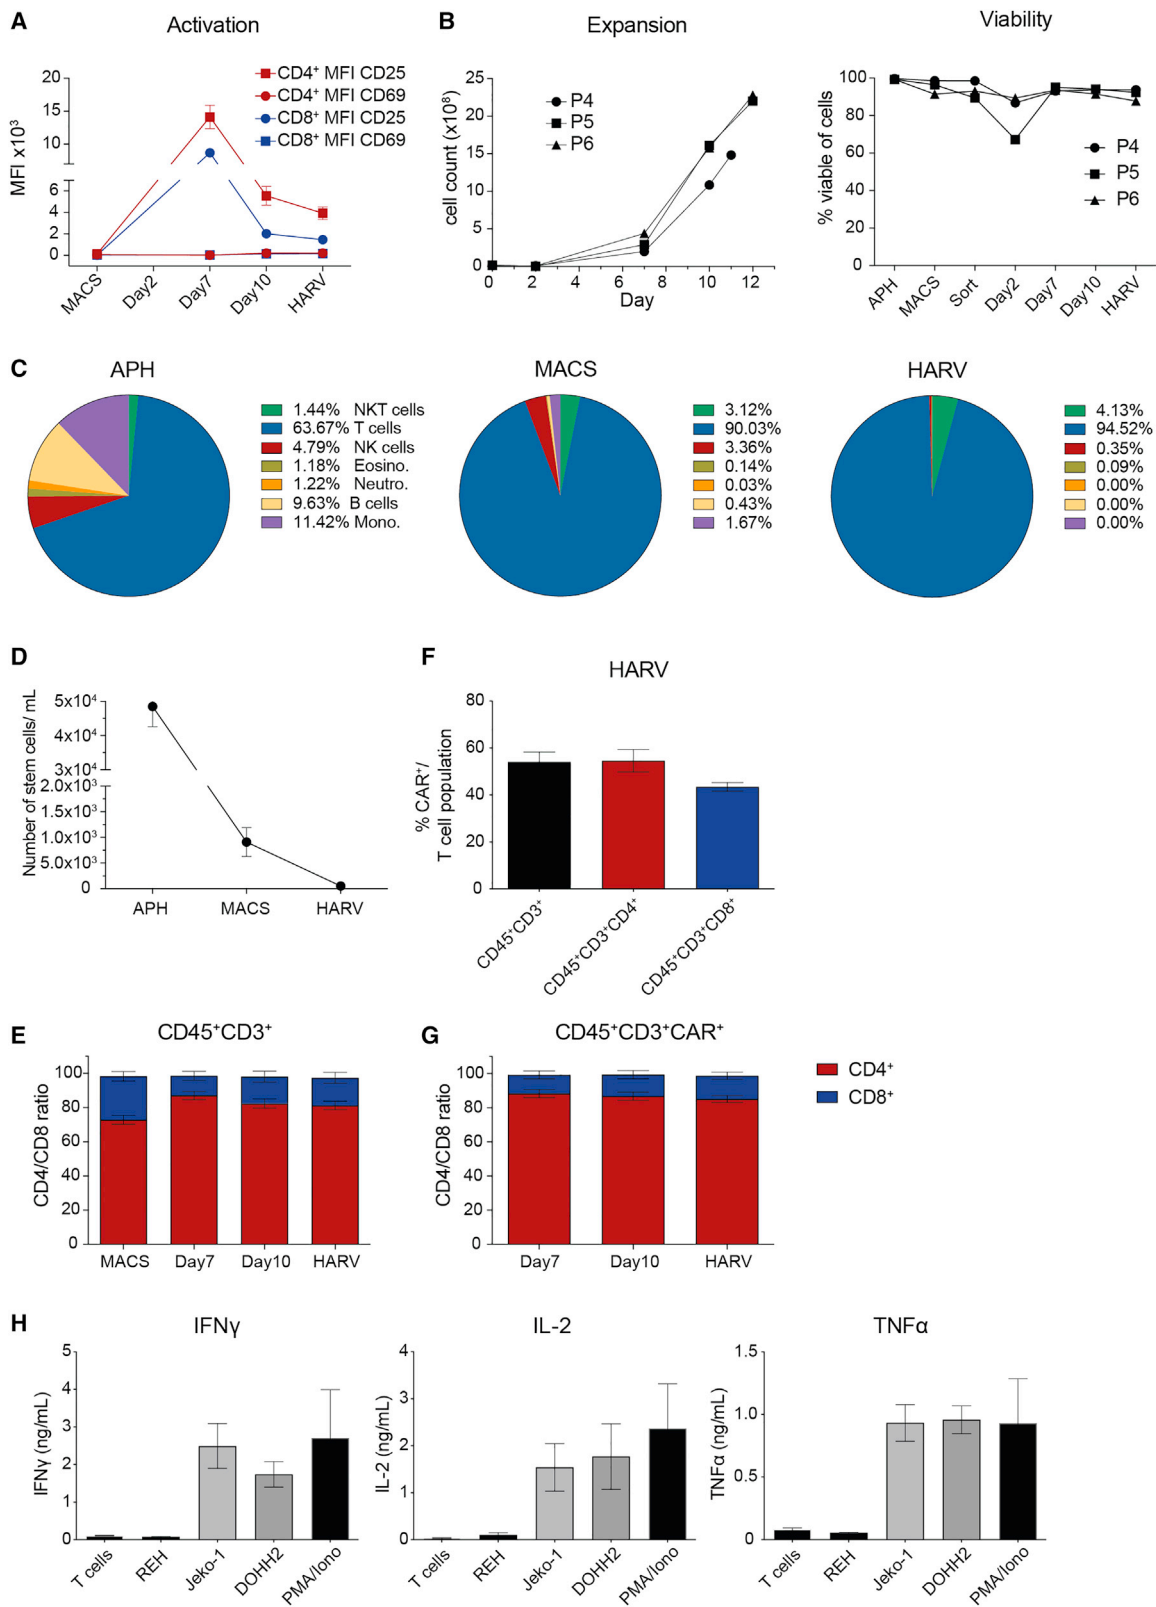 A
Activation
MFI x10³
20
15
10
6
4
2
0
MACS
Day2
Day7
Day10
HARV
CD4⁺ MFI CD25
CD4⁺ MFI CD69
CD8⁺ MFI CD25
CD8⁺ MFI CD69
B
Expansion
cell count (x10⁸)
25
20
15
10
5
0
0 2 4 6 8 10 12
Day
P4
P5
P6
Viability
% viable of cells
100
80
60
40
20
0
APH
MACS
Sort
Day2
Day7
Day10
HARV
P4
P5
P6
C
APH
1.44% NKT cells
63.67% T cells
4.79% NK cells
1.18% Eosino.
1.22% Neutro.
9.63% B cells
11.42% Mono.
MACS
3.12%
90.03%
3.36%
0.14%
0.03%
0.43%
1.67%
HARV
4.13%
94.52%
0.35%
0.09%
0.00%
0.00%
0.00%
D
Number of stem cells/ mL
5x10⁴
4x10⁴
3x10⁴
2.0x10³
1.5x10³
1.0x10³
5.0x10³
0
APH MACS HARV
F
HARV
% CAR⁺/
T cell population
80
60
40
20
0
CD45⁺CD3⁺
CD45⁺CD3⁺CD4⁺
CD45⁺CD3⁺CD8⁺
E
CD45⁺CD3⁺
CD4/CD8 ratio
100
80
60
40
20
0
MACS Day7 Day10 HARV
G
CD45⁺CD3⁺CAR⁺
CD4/CD8 ratio
100
80
60
40
20
0
Day7 Day10 HARV
CD4⁺
CD8⁺
H
IFNγ
IFNγ (ng/mL)
5
4
3
2
1
0
T cells
REH
Jeko-1
DOHH2
PMA/Iono
IL-2
IL-2 (ng/mL)
4
3
2
1
0
T cells
REH
Jeko-1
DOHH2
PMA/Iono
TNFα
TNFα (ng/mL)
1.5
1.0
0.5
0
T cells
REH
Jeko-1
DOHH2
PMA/Iono